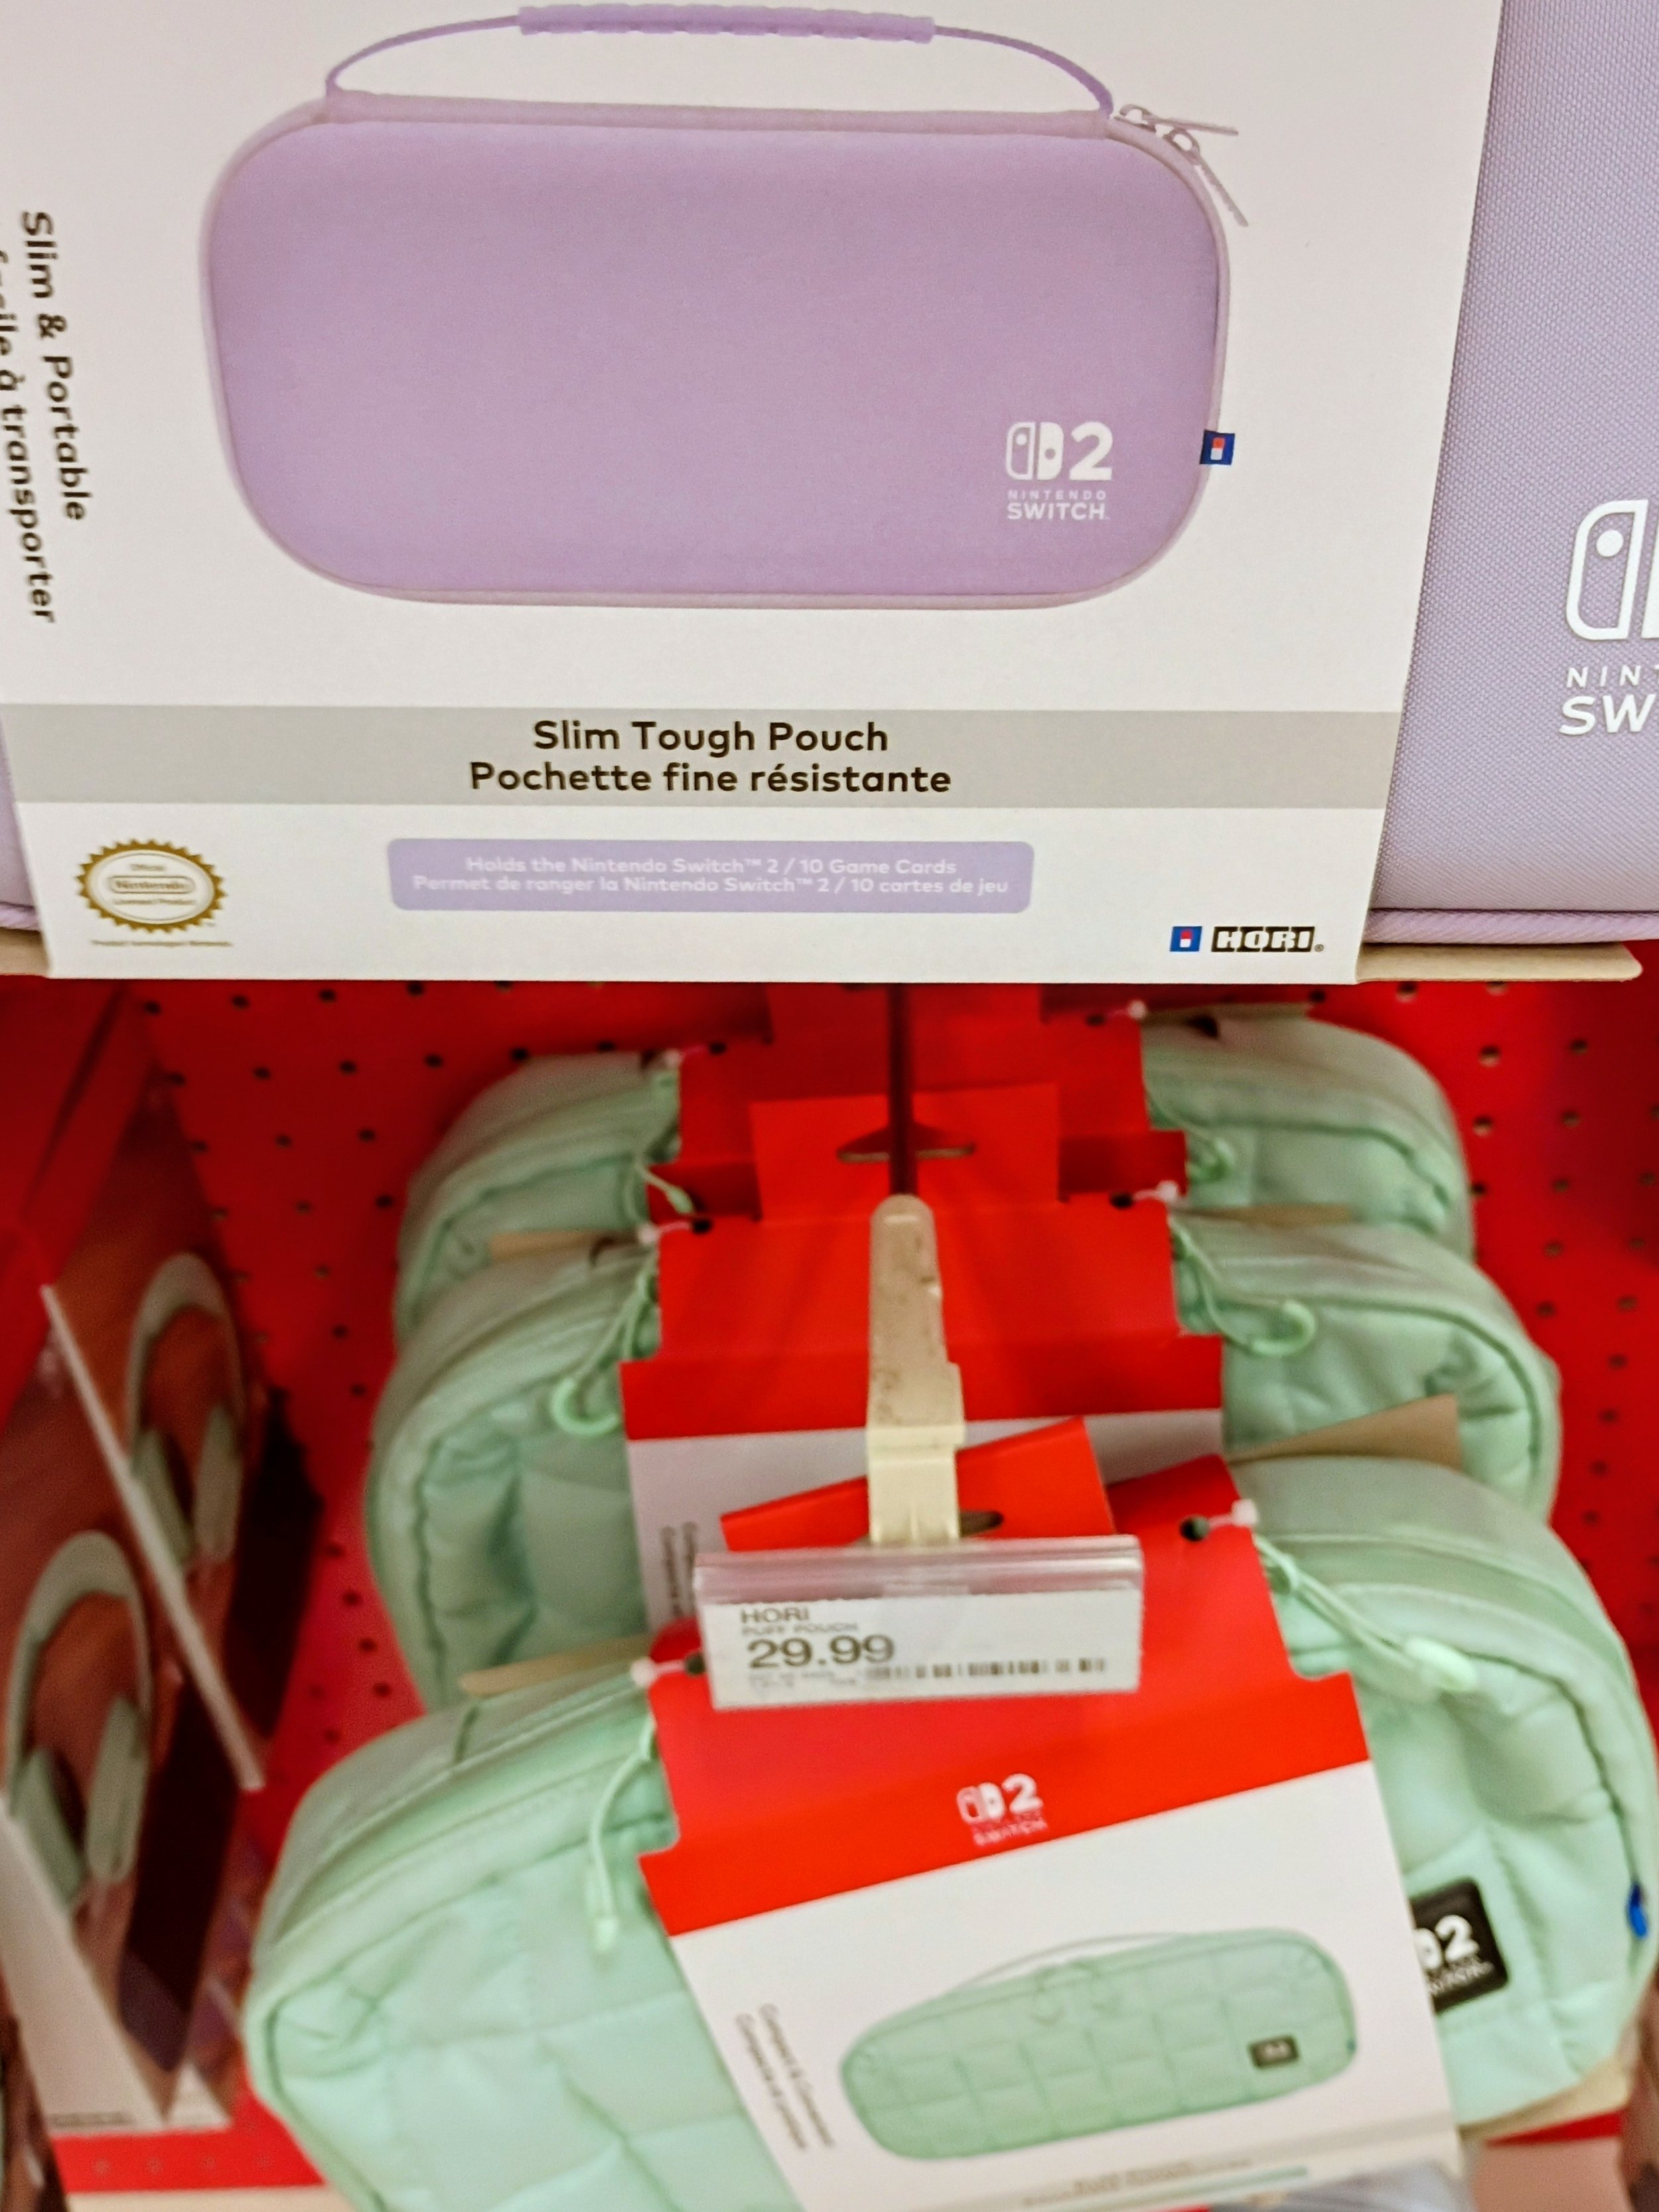 Slim & Portable
facile à transporter
2
NINTENDO
SWITCH
Slim Tough Pouch
Pochette fine résistante
Nintendo
Holds the Nintendo Switch™ 2 / 10 Game Cards
Permet de ranger la Nintendo Switch™ 2 / 10 cartes de jeu
HORI®
NINT
SW
HORI
PUFF POUCH
29.99
2
SWITCH
2